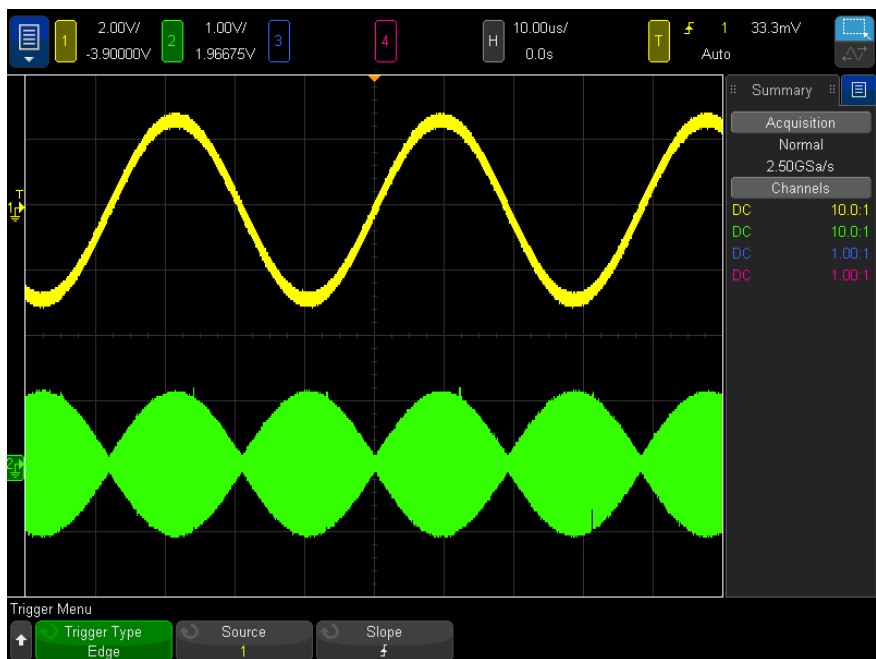 1
2.00V/
-3.90000V
2
1.00V/
1.96675V
3
4
H
10.00us/
0.0s
T
1
33.3mV
Auto
T
1
2
Summary
Acquisition
Normal
2.50GSa/s
Channels
DC 10.0:1
DC 10.0:1
DC 1.00:1
DC 1.00:1
Trigger Menu
Trigger Type
Edge
Source
1
Slope